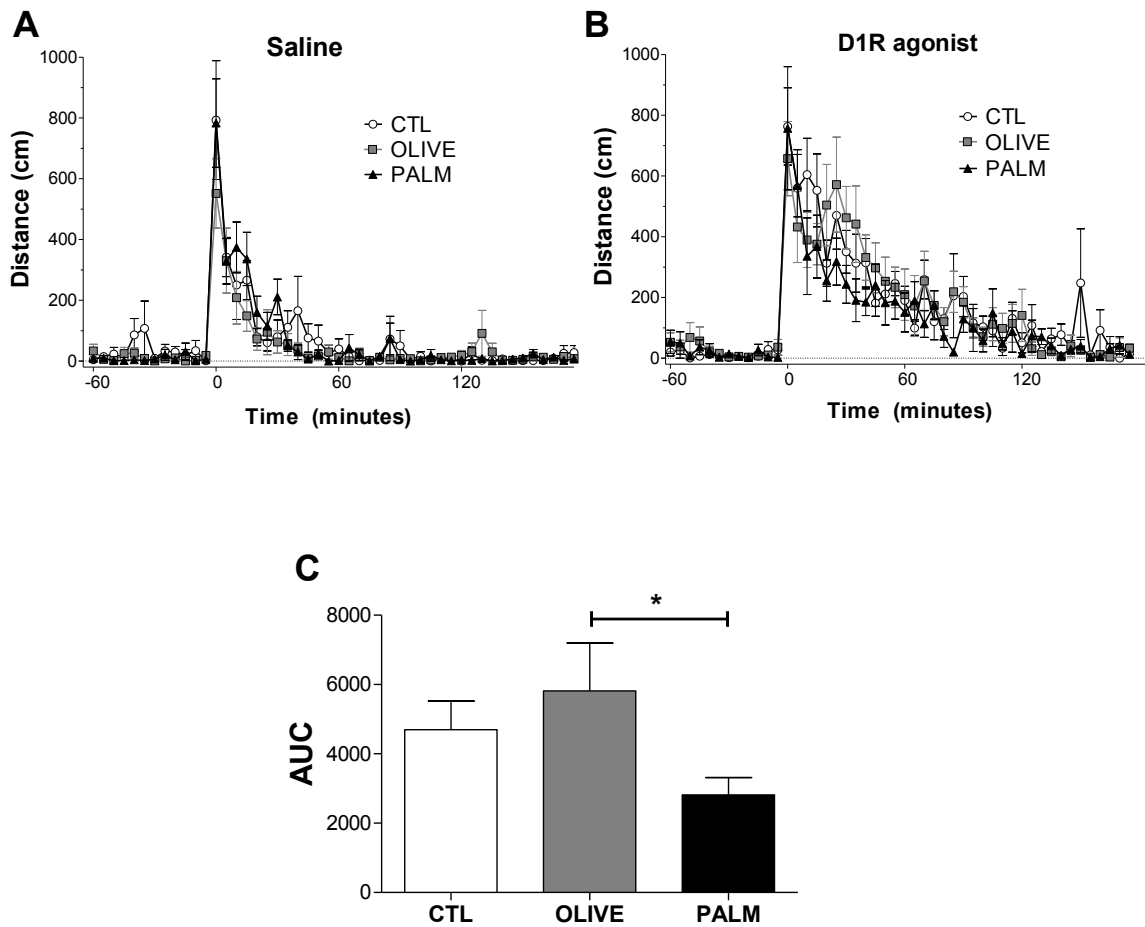 A
Saline
1000
800
600
400
200
0
Distance (cm)
CTL
OLIVE
PALM
-60
0
60
120
Time (minutes)
B
D1R agonist
1000
800
600
400
200
0
Distance (cm)
CTL
OLIVE
PALM
-60
0
60
120
Time (minutes)
C
*
8000
6000
4000
2000
0
AUC
CTL
OLIVE
PALM